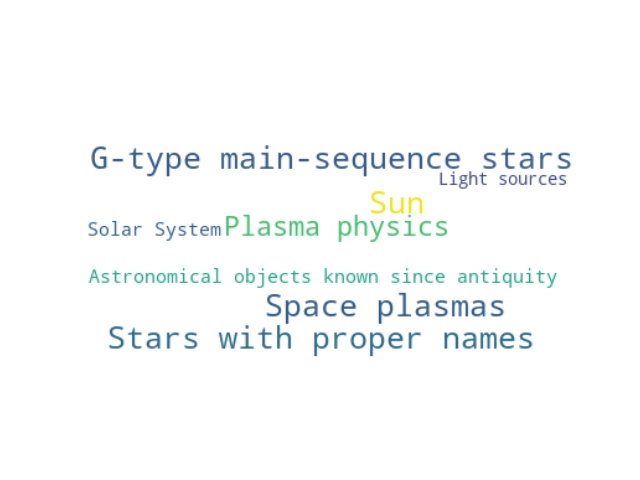 G-type main-sequence stars
Light sources
Sun
Solar System
Plasma physics
Astronomical objects known since antiquity
Space plasmas
Stars with proper names